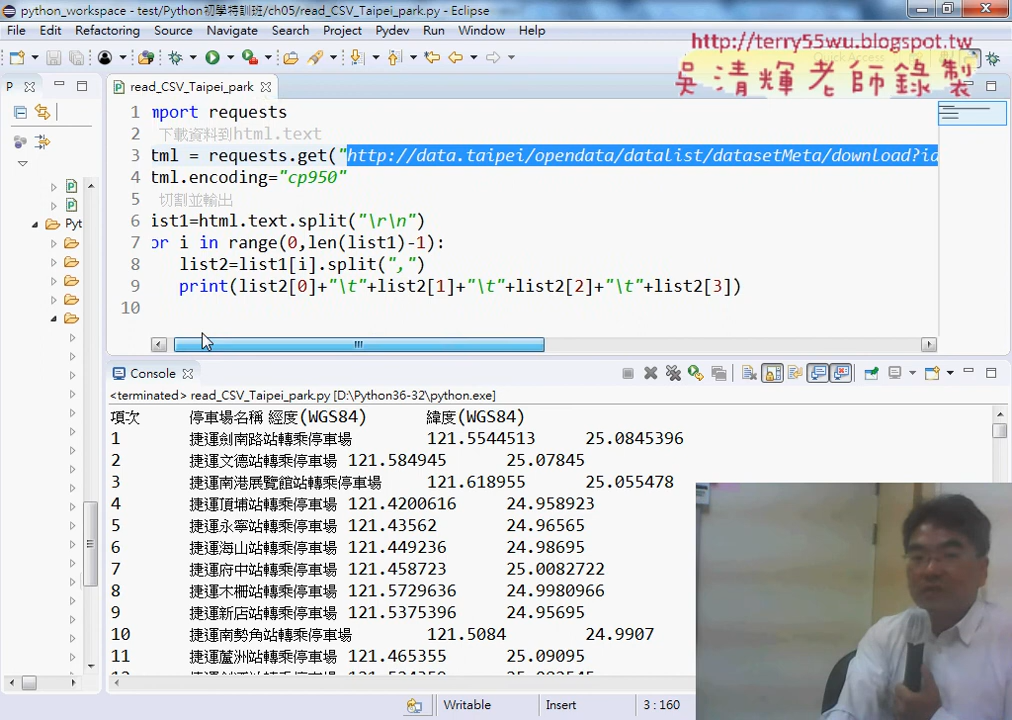 python_workspace - test/Python初學特訓班/ch05/read_CSV_Taipei_park.py - Eclipse
File Edit Refactoring Source Navigate Search Project Pydev Run Window Help
http://terry55wu.blogspot.tw
Quick Access
吳清輝老師錄製
P
read_CSV_Taipei_park
1 mport requests
2 下載資料到html.text
3 tml = requests.get("http://data.taipei/opendata/datalist/datasetMeta/download?id
4 tml.encoding="cp950"
5 切割並輸出
6 ist1=html.text.split("\r\n")
7 or i in range(0,len(list1)-1):
8 list2=list1[i].split(",")
9 print(list2[0]+"\t"+list2[1]+"\t"+list2[2]+"\t"+list2[3])
10
Pyt
Console
<terminated> read_CSV_Taipei_park.py [D:\Python36-32\python.exe]
項次 停車場名稱 經度(WGS84) 緯度(WGS84)
1 捷運劍南路站轉乘停車場 121.5544513 25.0845396
2 捷運文德站轉乘停車場 121.584945 25.07845
3 捷運南港展覽館站轉乘停車場 121.618955 25.055478
4 捷運頂埔站轉乘停車場 121.4200616 24.958923
5 捷運永寧站轉乘停車場 121.43562 24.96565
6 捷運海山站轉乘停車場 121.449236 24.98695
7 捷運府中站轉乘停車場 121.458723 25.0082722
8 捷運木柵站轉乘停車場 121.5729636 24.9980966
9 捷運新店站轉乘停車場 121.5375396 24.95695
10 捷運南勢角站轉乘停車場 121.5084 24.9907
11 捷運蘆洲站轉乘停車場 121.465355 25.09095
Writable Insert 3 : 160